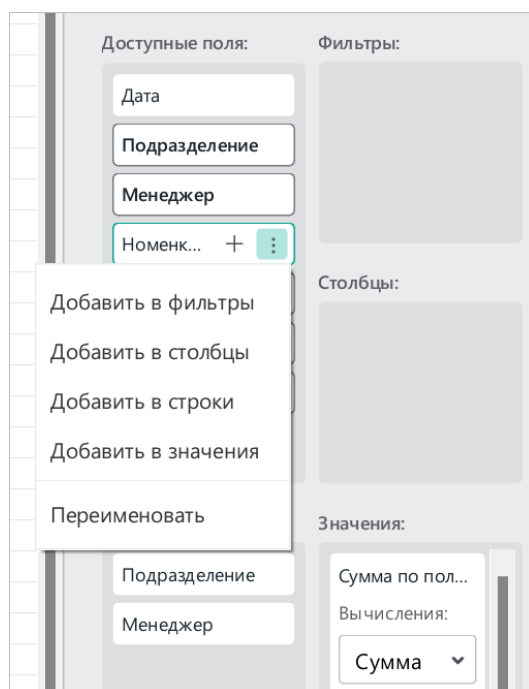 Доступные поля:
Фильтры:
Дата
Подразделение
Менеджер
Номенк...
Добавить в фильтры
Добавить в столбцы
Добавить в строки
Добавить в значения
Переименовать
Столбцы:
Значения:
Подразделение
Менеджер
Сумма по пол...
Вычисления:
Сумма